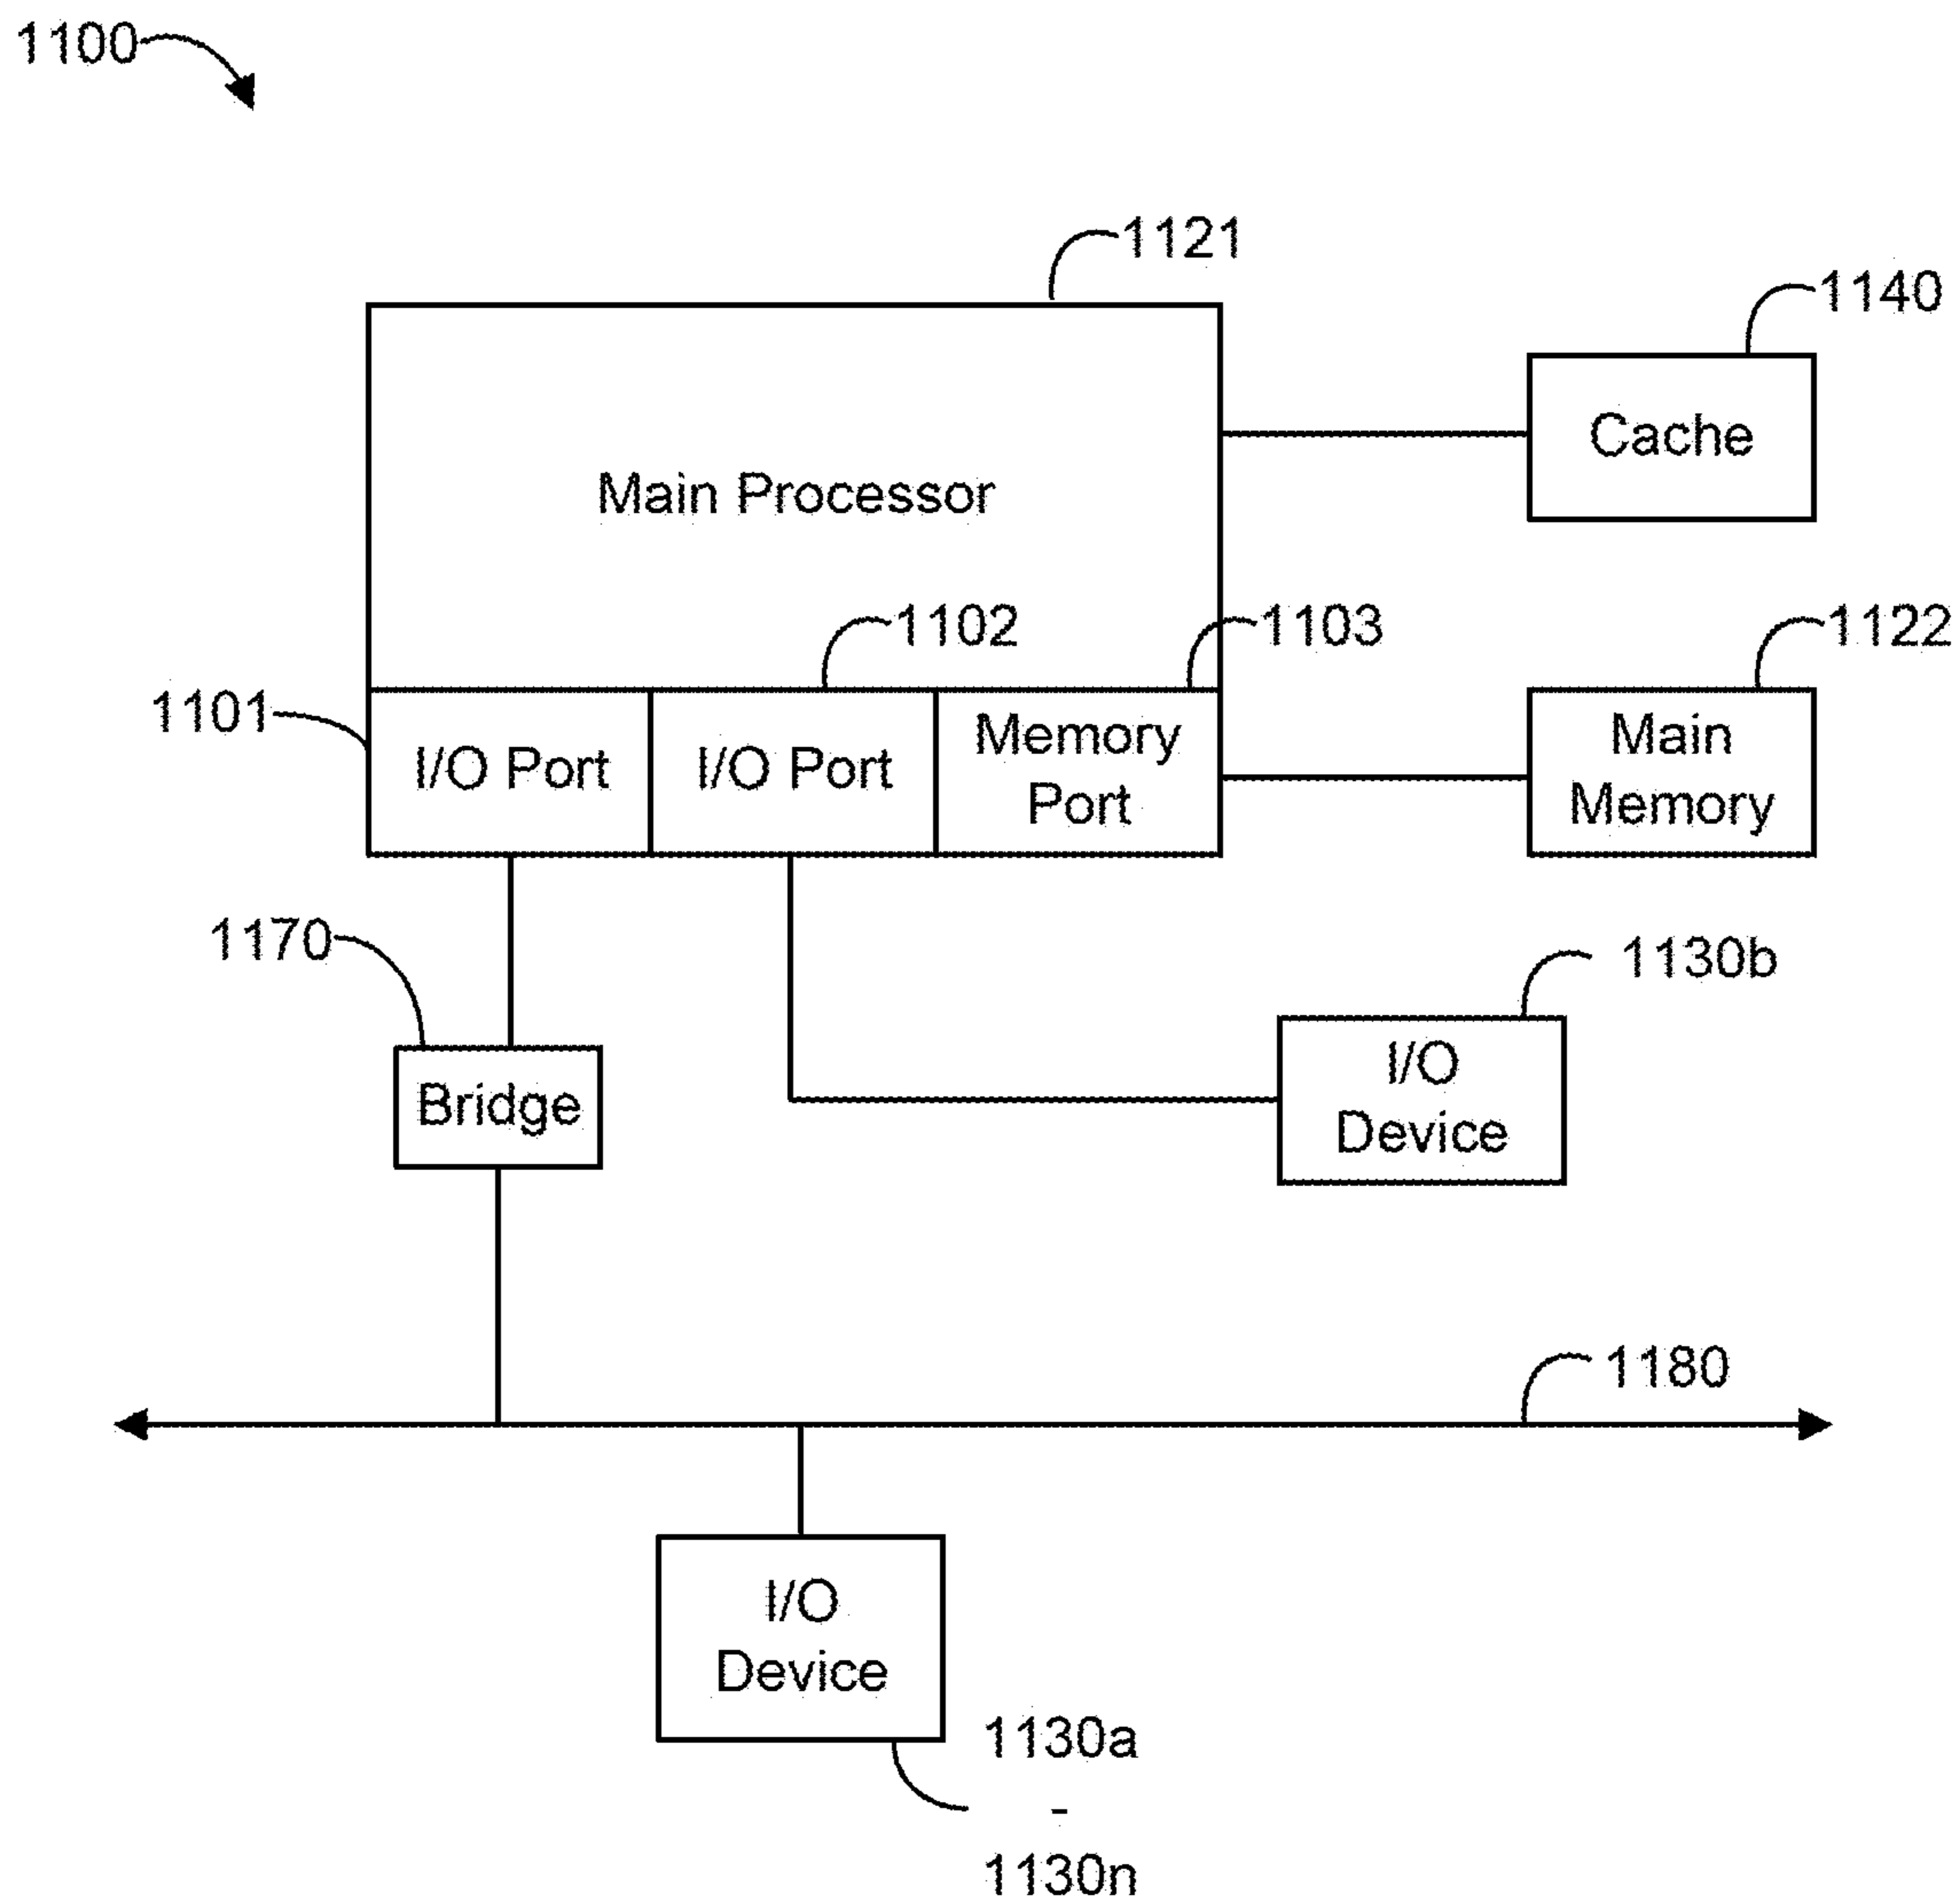 1100
1121
1140
Cache
Main Processor
1102
1103
1122
1101
I/O Port
I/O Port
Memory
Port
Main
Memory
1170
1130b
Bridge
I/O
Device
1180
I/O
Device
1130a
-
1130n